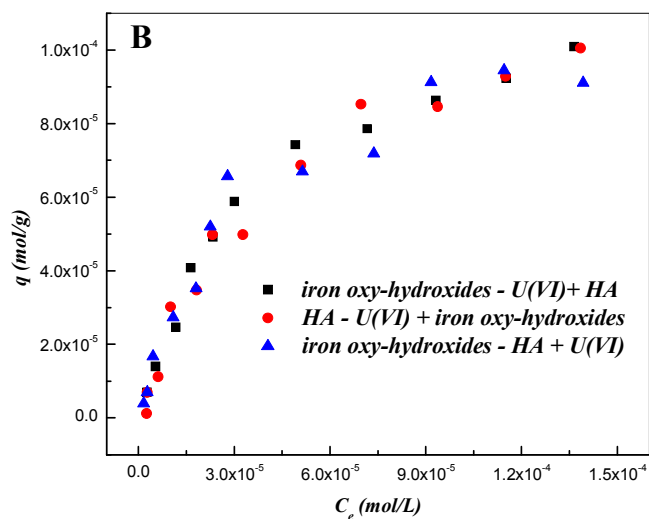 B
1.0x10⁻⁴
8.0x10⁻⁵
6.0x10⁻⁵
4.0x10⁻⁵
2.0x10⁻⁵
0.0
q (mol/g)
iron oxy-hydroxides - U(VI)+ HA
HA - U(VI) + iron oxy-hydroxides
iron oxy-hydroxides - HA + U(VI)
0.0 3.0x10⁻⁵ 6.0x10⁻⁵ 9.0x10⁻⁵ 1.2x10⁻⁴ 1.5x10⁻⁴
Cₑ (mol/L)